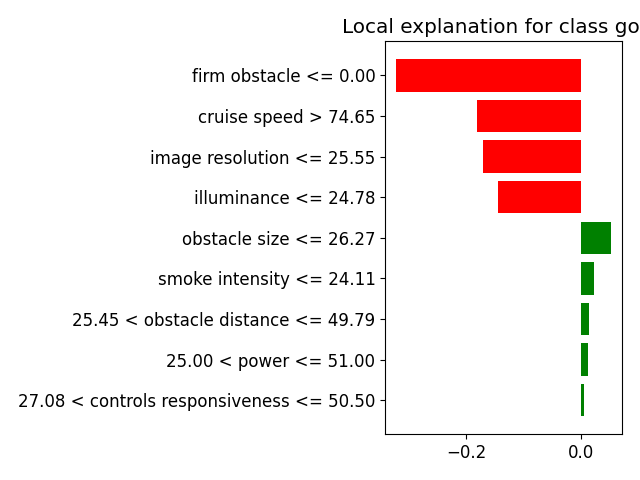 Local explanation for class go
firm obstacle <= 0.00
cruise speed > 74.65
image resolution <= 25.55
illuminance <= 24.78
obstacle size <= 26.27
smoke intensity <= 24.11
25.45 < obstacle distance <= 49.79
25.00 < power <= 51.00
27.08 < controls responsiveness <= 50.50
−0.2 0.0